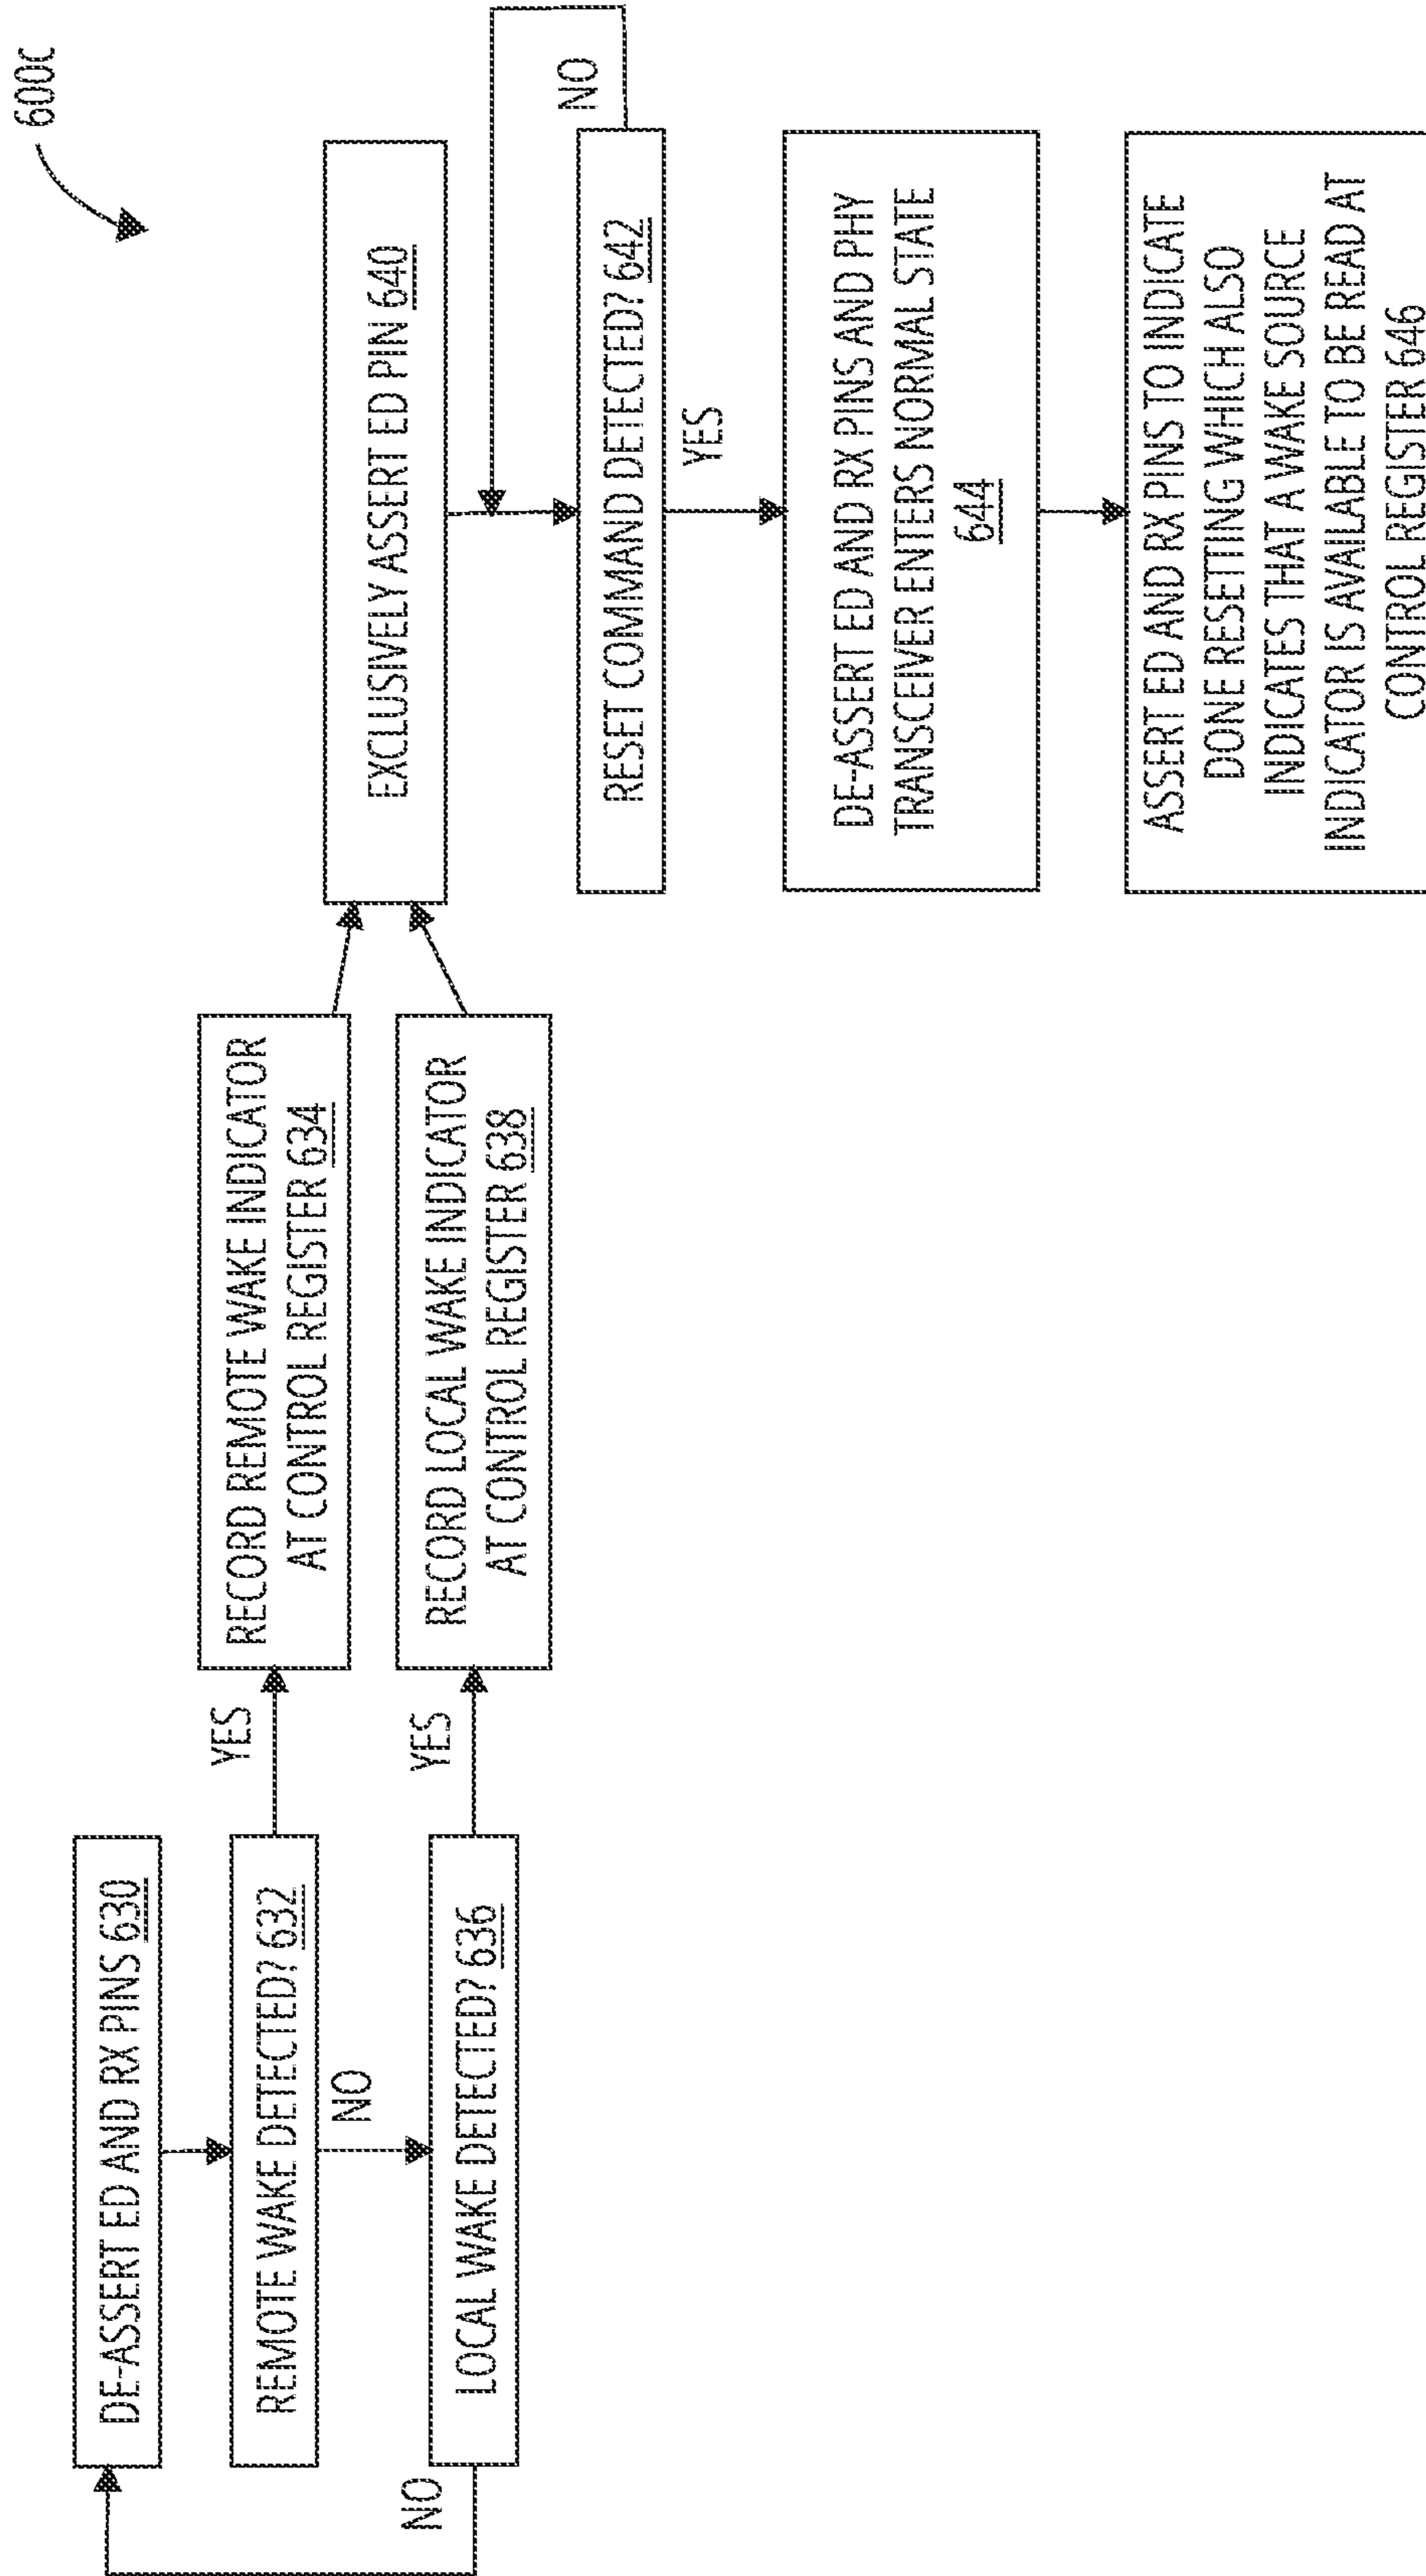 600c
DE-ASSERT ED AND RX PINS 630
REMOTE WAKE DETECTED? 632
YES
NO
LOCAL WAKE DETECTED? 636
YES
NO
RECORD REMOTE WAKE INDICATOR
AT CONTROL REGISTER 634
RECORD LOCAL WAKE INDICATOR
AT CONTROL REGISTER 638
EXCLUSIVELY ASSERT ED PIN 640
NO
RESET COMMAND DETECTED? 642
YES
DE-ASSERT ED AND RX PINS AND PHY
TRANSCEIVER ENTERS NORMAL STATE
644
ASSERT ED AND RX PINS TO INDICATE
DONE RESETTING WHICH ALSO
INDICATES THAT A WAKE SOURCE
INDICATOR IS AVAILABLE TO BE READ AT
CONTROL REGISTER 646